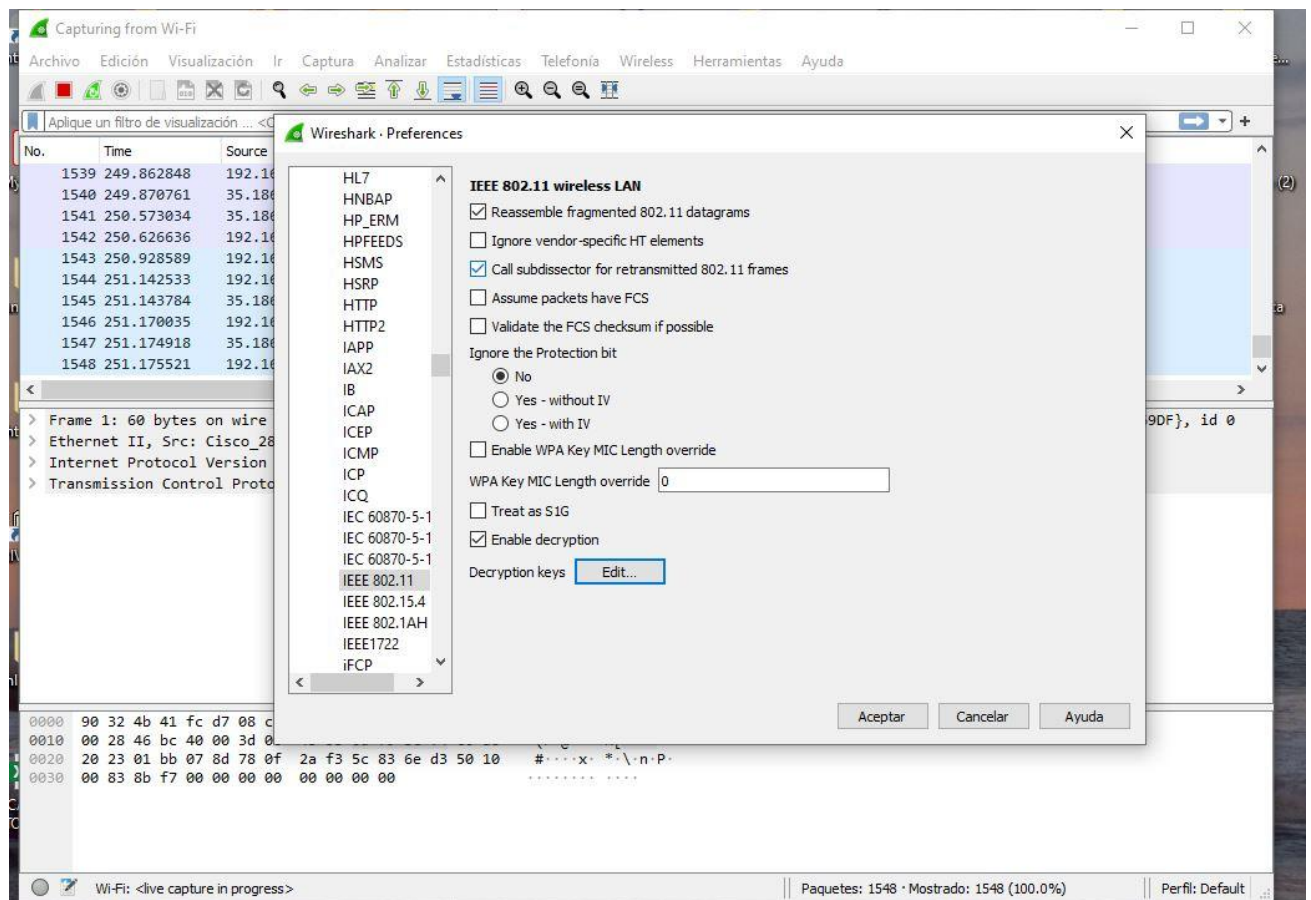 Capturing from Wi-Fi
Archivo Edición Visualización Ir Captura Analizar Estadísticas Telefonía Wireless Herramientas Ayuda
Aplique un filtro de visualización ... <C
Wireshark · Preferences
No. Time Source
1539 249.862848 192.16
1540 249.870761 35.186
1541 250.573034 35.186
1542 250.626636 192.16
1543 250.928589 192.16
1544 251.142533 192.16
1545 251.143784 35.186
1546 251.170035 192.16
1547 251.174918 35.186
1548 251.175521 192.16
HL7
HNBAP
HP_ERM
HPFEEDS
HSMS
HSRP
HTTP
HTTP2
IAPP
IAX2
IB
ICAP
ICEP
ICMP
ICP
ICQ
IEC 60870-5-1
IEC 60870-5-1
IEC 60870-5-1
IEEE 802.11
IEEE 802.15.4
IEEE 802.1AH
IEEE1722
iFCP
IEEE 802.11 wireless LAN
Reassemble fragmented 802.11 datagrams
Ignore vendor-specific HT elements
Call subdissector for retransmitted 802.11 frames
Assume packets have FCS
Validate the FCS checksum if possible
Ignore the Protection bit
No
Yes - without IV
Yes - with IV
Enable WPA Key MIC Length override
WPA Key MIC Length override 0
Treat as S1G
Enable decryption
Decryption keys Edit...
Aceptar Cancelar Ayuda
Frame 1: 60 bytes on wire
9DF}, id 0
Ethernet II, Src: Cisco_28
Internet Protocol Version
Transmission Control Proto
0000 90 32 4b 41 fc d7 08 c
0010 00 28 46 bc 40 00 3d 0
0020 20 23 01 bb 07 8d 78 0f 2a f3 5c 83 6e d3 50 10 #····x· *·\·n·P·
0030 00 83 8b f7 00 00 00 00 00 00 00 00 ········ ····
Wi-Fi: <live capture in progress>
Paquetes: 1548 · Mostrado: 1548 (100.0%)
Perfil: Default
(2)